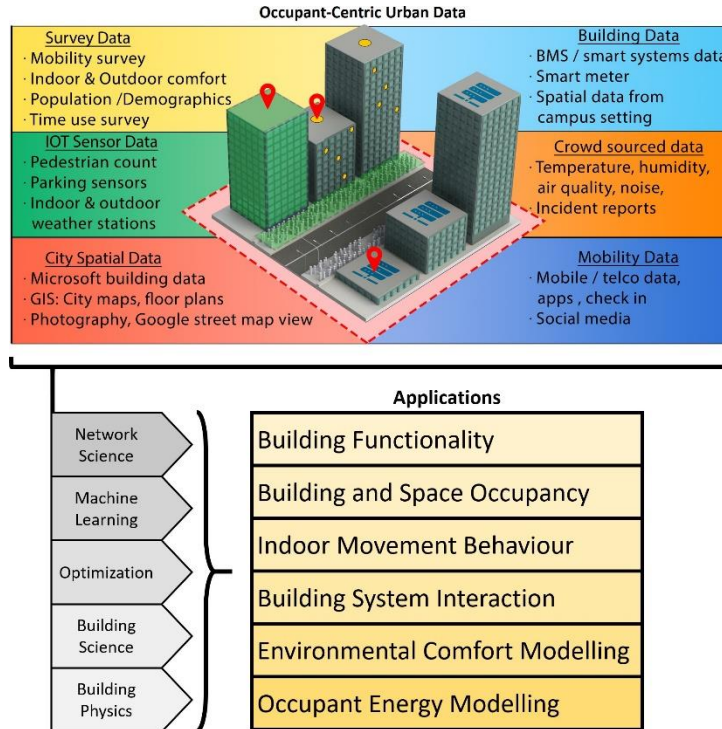 Occupant-Centric Urban Data
Survey Data
· Mobility survey
· Indoor & Outdoor comfort
· Population /Demographics
· Time use survey
IOT Sensor Data
· Pedestrian count
· Parking sensors
· Indoor & outdoor
weather stations
City Spatial Data
· Microsoft building data
· GIS: City maps, floor plans
· Photography, Google street map view
Building Data
· BMS / smart systems data
· Smart meter
· Spatial data from
campus setting
Crowd sourced data
· Temperature, humidity,
air quality, noise,
· Incident reports
Mobility Data
· Mobile / telco data,
apps , check in
· Social media
Network
Science
Machine
Learning
Optimization
Building
Science
Building
Physics
Applications
Building Functionality
Building and Space Occupancy
Indoor Movement Behaviour
Building System Interaction
Environmental Comfort Modelling
Occupant Energy Modelling